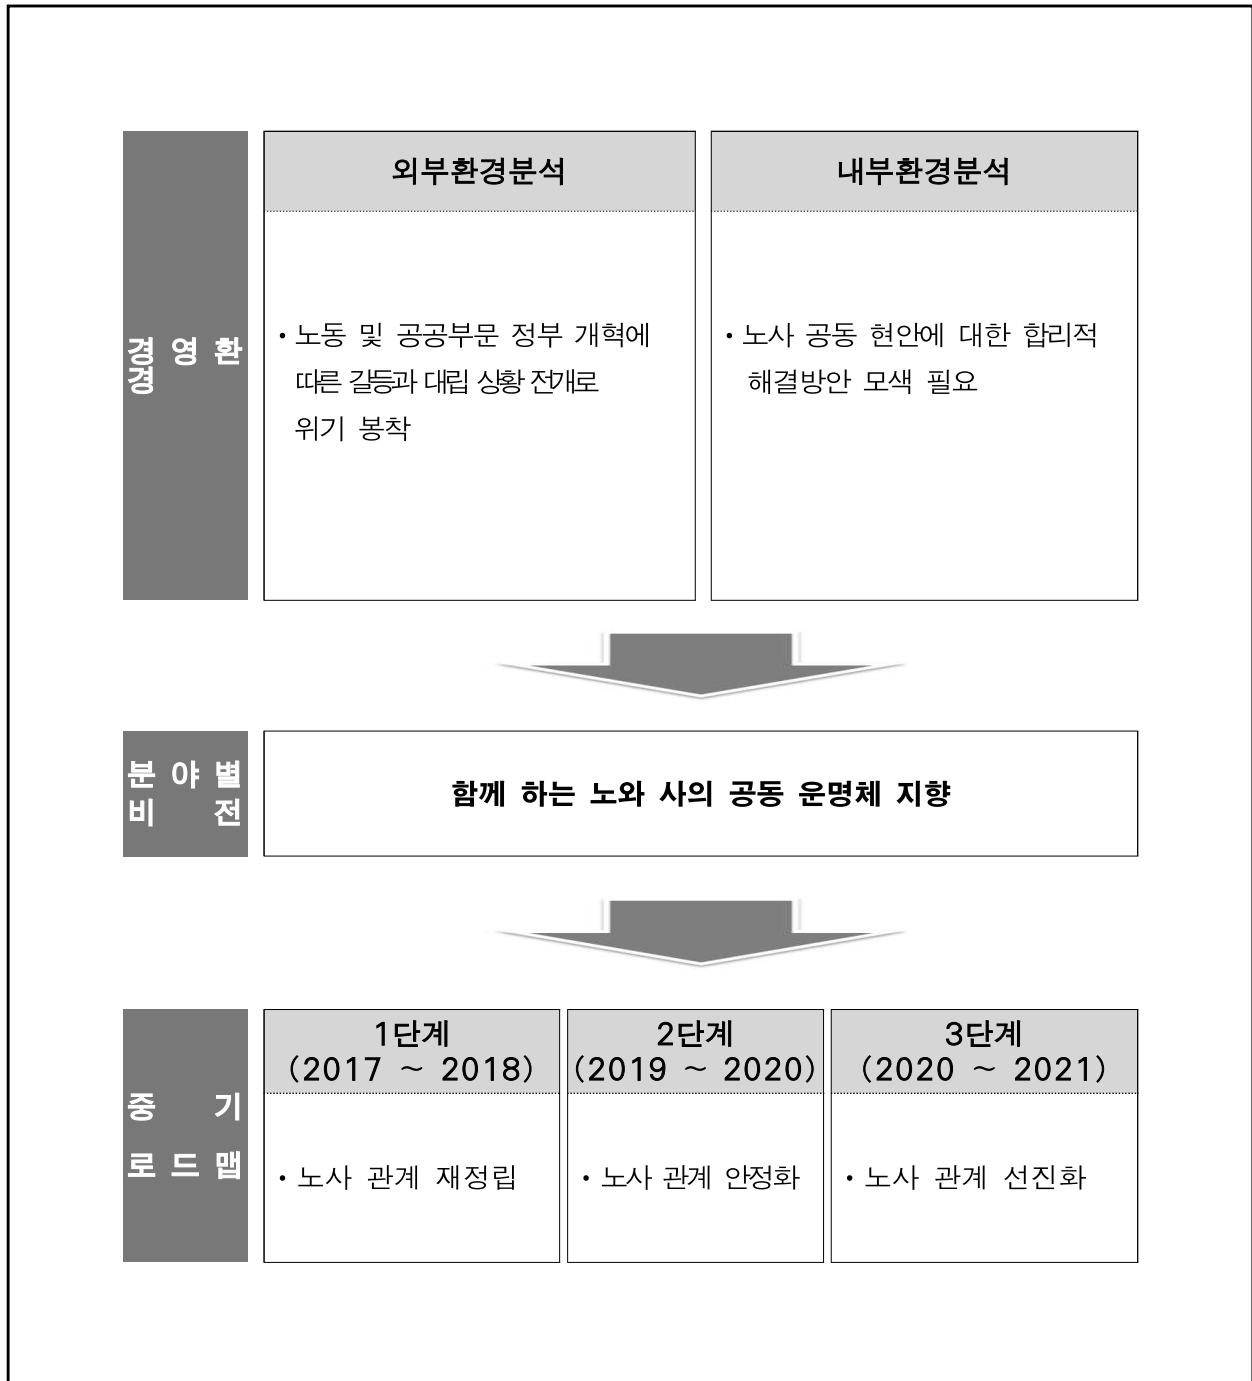 경 영 환
경
외부환경분석
• 노동 및 공공부문 정부 개혁에
따른 갈등과 대립 상황 전개로
위기 봉착
내부환경분석
• 노사 공동 현안에 대한 합리적
해결방안 모색 필요
분 야 별
비 전
함께 하는 노와 사의 공동 운명체 지향
중 기
로 드 맵
1단계
(2017 ~ 2018)
• 노사 관계 재정립
2단계
(2019 ~ 2020)
• 노사 관계 안정화
3단계
(2020 ~ 2021)
• 노사 관계 선진화